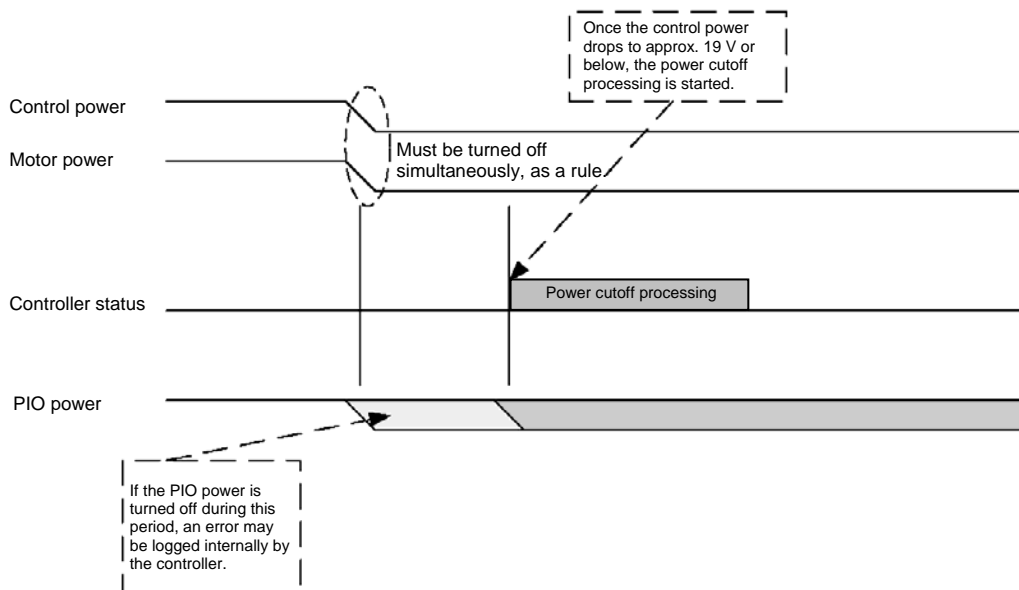 Once the control power
drops to approx. 19 V or
below, the power cutoff
processing is started.
Control power
Motor power
Must be turned off
simultaneously, as a rule
Controller status
Power cutoff processing
PIO power
If the PIO power is
turned off during this
period, an error may
be logged internally by
the controller.